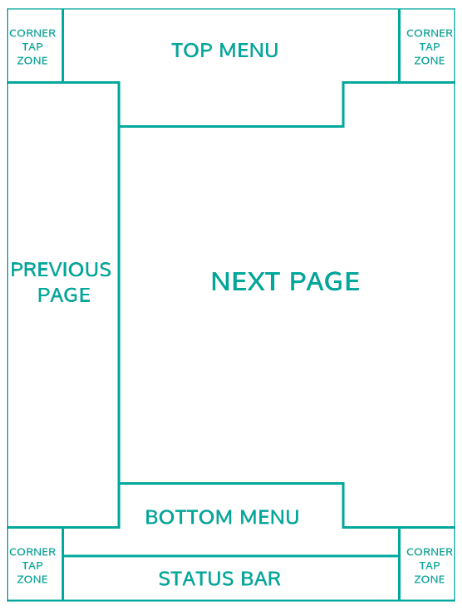 CORNER
TAP
ZONE
TOP MENU
CORNER
TAP
ZONE
PREVIOUS
PAGE
NEXT PAGE
BOTTOM MENU
CORNER
TAP
ZONE
STATUS BAR
CORNER
TAP
ZONE